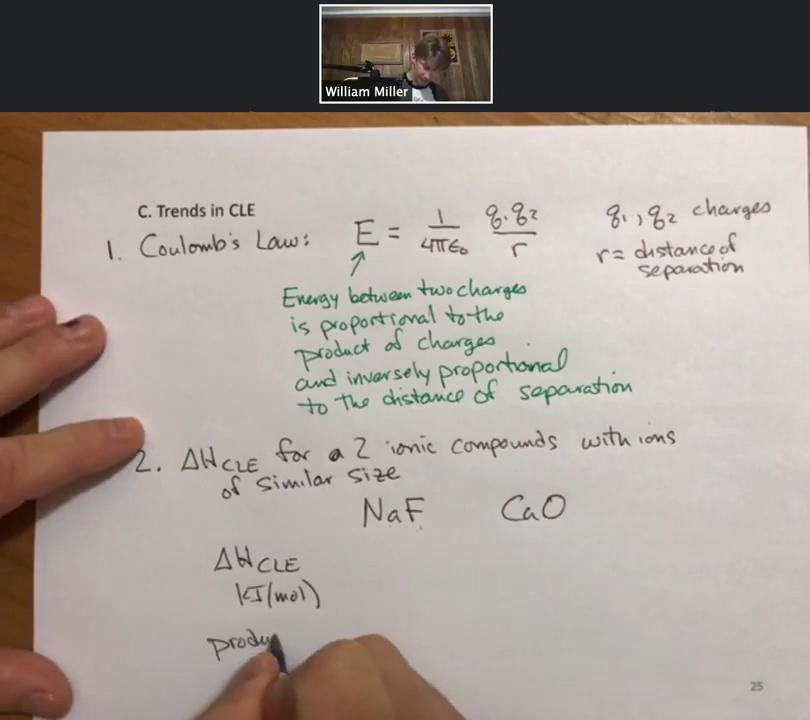 William Miller
C. Trends in CLE
1. Coulomb's Law: E = 1/4πϵ₀ q₁q₂/r
q₁, q₂ charges
r = distance of
separation
Energy between two charges
is proportional to the
product of charges
and inversely proportional
to the distance of separation
2. ΔH_CLE for a 2 ionic compounds with ions
of similar size
NaF CaO
ΔH_CLE
kJ/mol)
produ
25